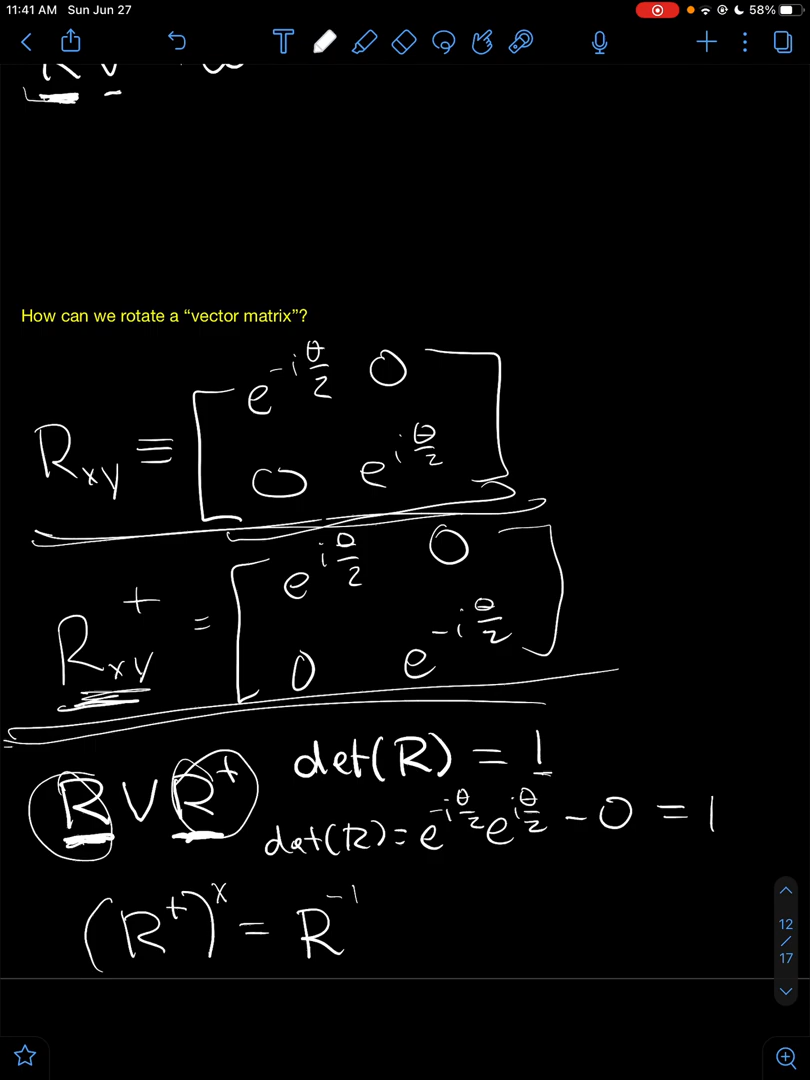 11:41 AM Sun Jun 27
58%
T
R V
How can we rotate a “vector matrix”?
R_xy ≡ [ e^{-iθ/2} 0
0 e^{iθ/2} ]
R_xy^+ = [ e^{iθ/2} 0
0 e^{-iθ/2} ]
R V R^+ det(R) = 1
det(R) = e^{-iθ/2} e^{iθ/2} - 0 = 1
(R^+)^x = R^{-1}
12
/
17